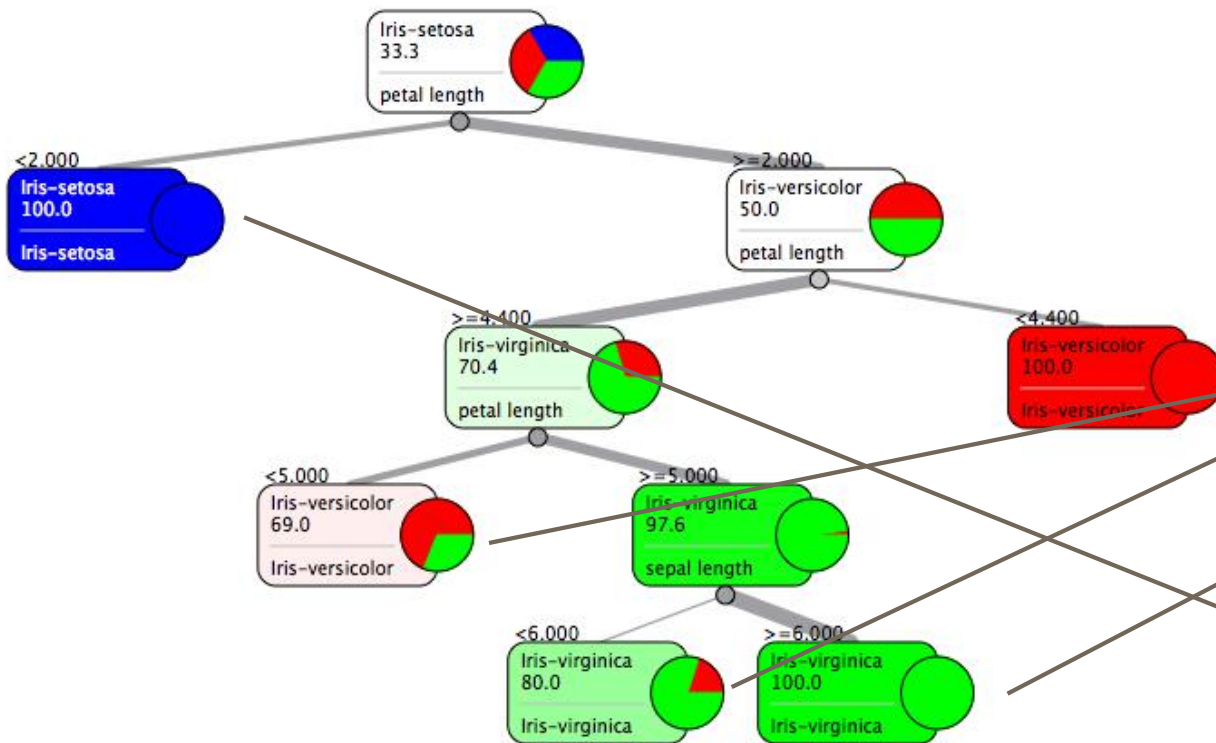 Iris-setosa
33.3
petal length
<2.000
>=2.000
Iris-setosa
100.0
Iris-setosa
Iris-versicolor
50.0
petal length
>=4.400
<4.400
Iris-virginica
70.4
petal length
Iris-versicolor
100.0
Iris-versicolor
<5.000
>=5.000
Iris-versicolor
69.0
Iris-versicolor
Iris-virginica
97.6
sepal length
<6.000
>=6.000
Iris-virginica
80.0
Iris-virginica
Iris-virginica
100.0
Iris-virginica